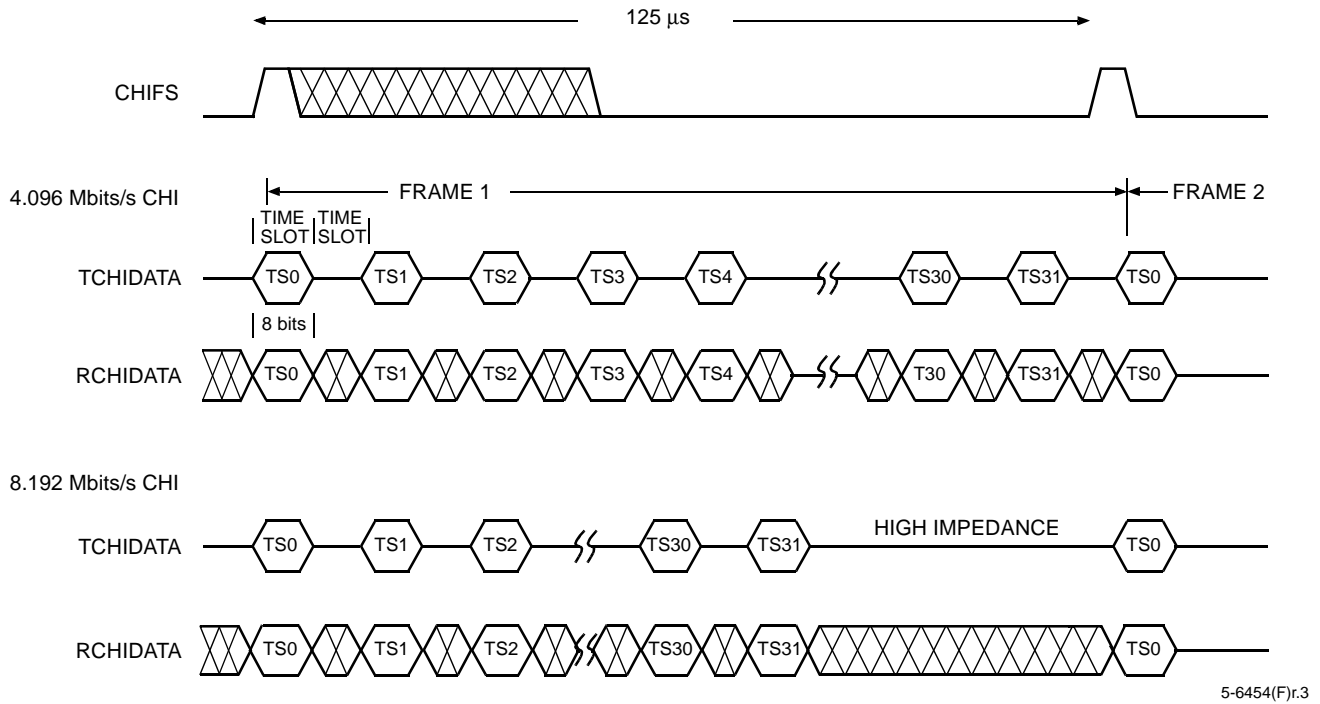 125 μs
CHIFS
4.096 Mbits/s CHI
FRAME 1
FRAME 2
TIME SLOT
TIME SLOT
TCHIDATA
TS0
TS1
TS2
TS3
TS4
TS30
TS31
TS0
8 bits
RCHIDATA
TS0
TS1
TS2
TS3
TS4
T30
TS31
TS0
8.192 Mbits/s CHI
TCHIDATA
TS0
TS1
TS2
TS30
TS31
HIGH IMPEDANCE
TS0
RCHIDATA
TS0
TS1
TS2
TS30
TS31
TS0
5-6454(F)r.3